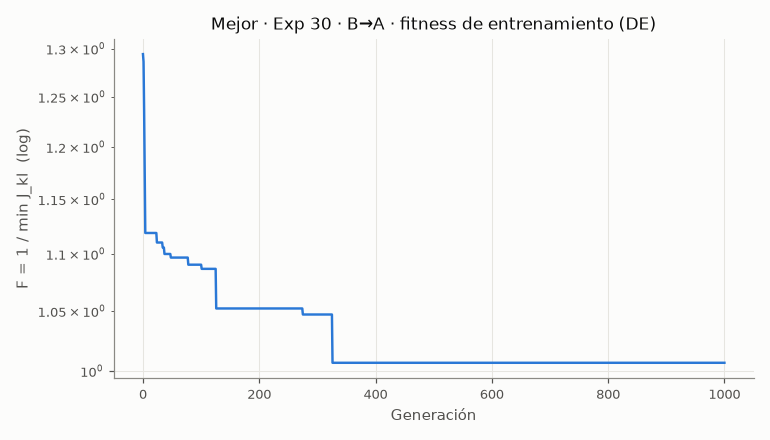 Mejor · Exp 30 · B→A · fitness de entrenamiento (DE)
F = 1 / min J_kl (log)
1.3 × 10⁰
1.25 × 10⁰
1.2 × 10⁰
1.15 × 10⁰
1.1 × 10⁰
1.05 × 10⁰
10⁰
0 200 400 600 800 1000
Generación